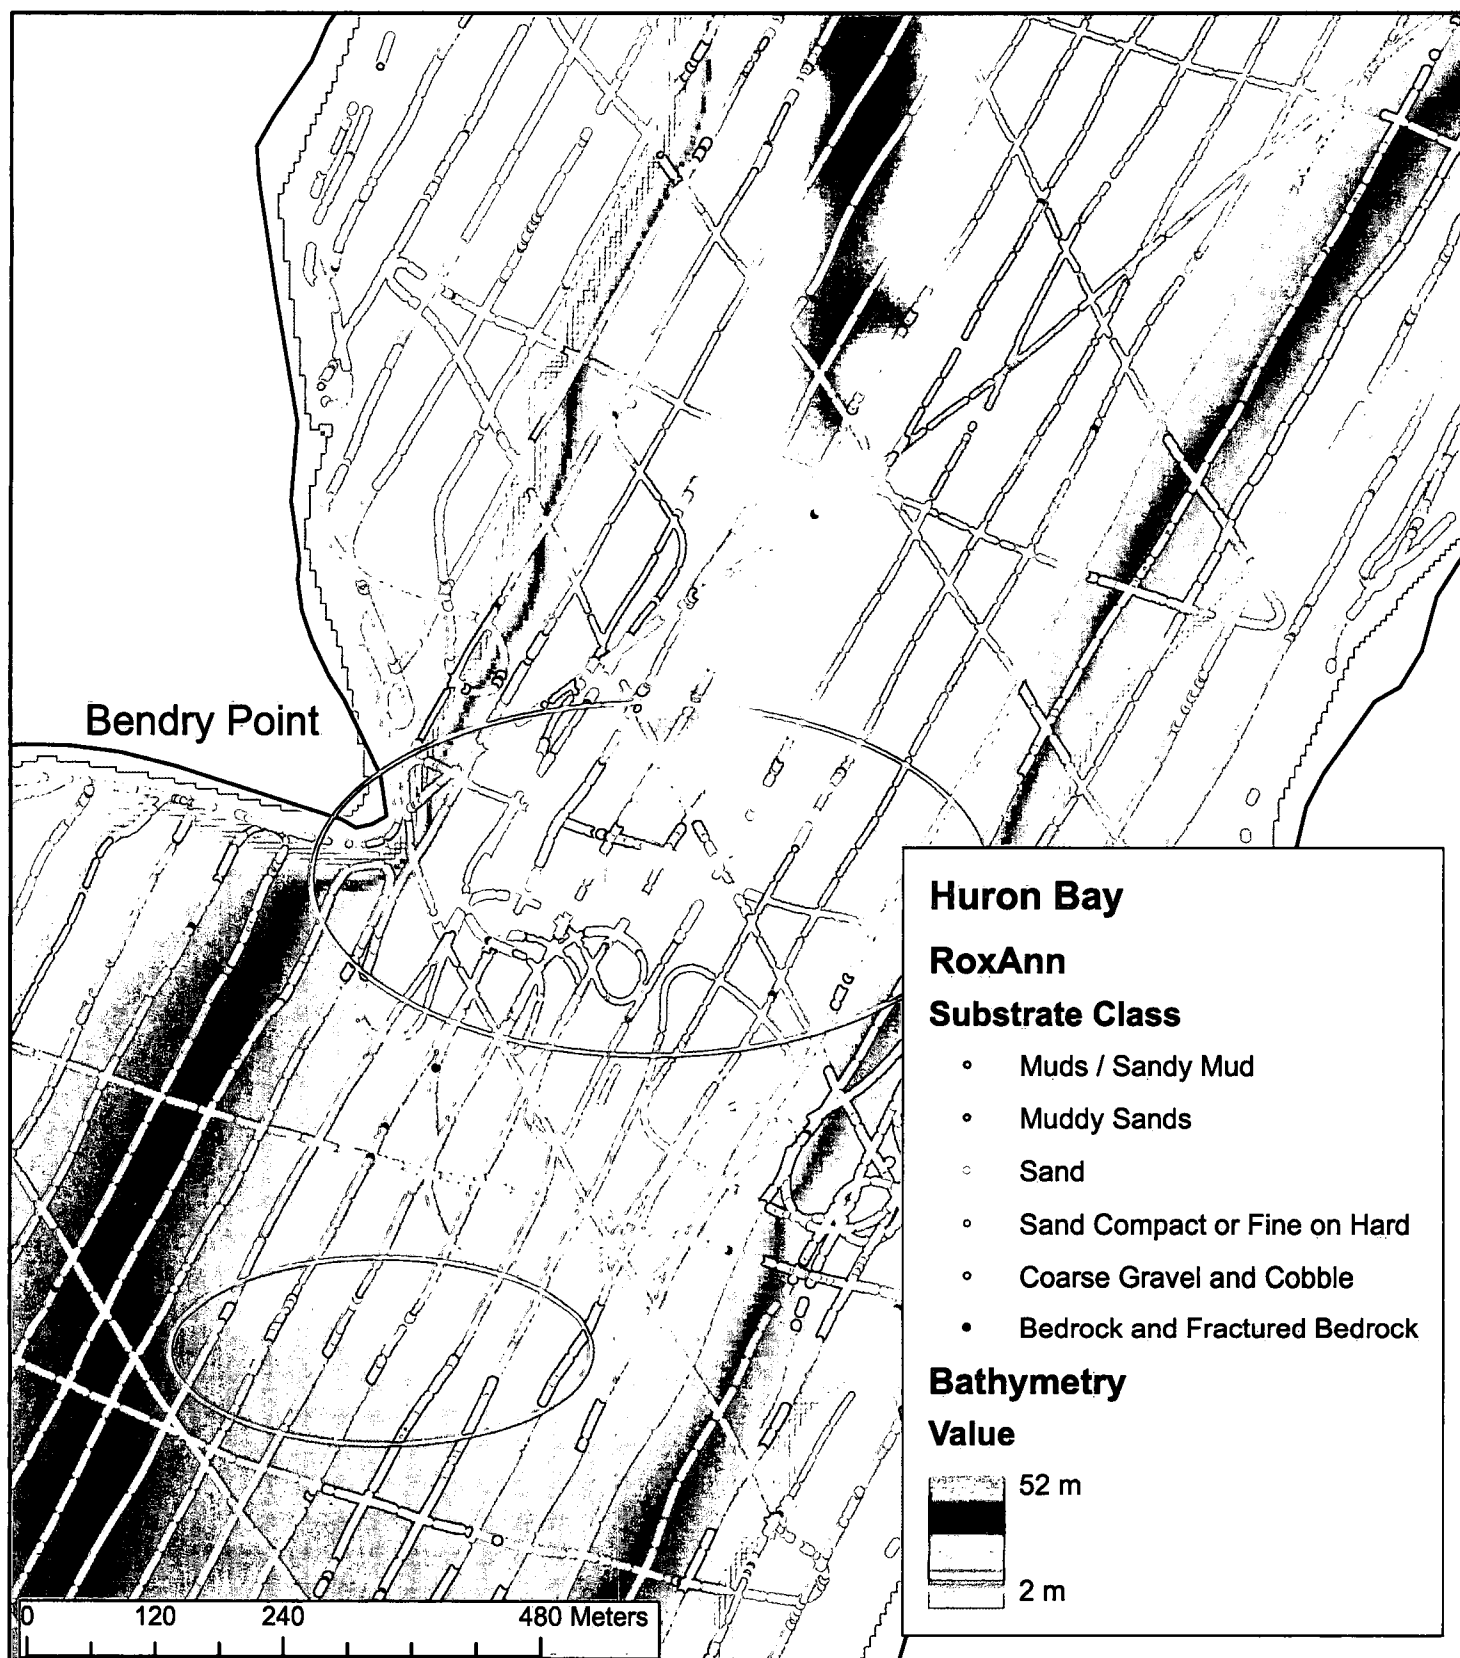 Bendry Point
Huron Bay
RoxAnn
Substrate Class
Muds / Sandy Mud
Muddy Sands
Sand
Sand Compact or Fine on Hard
Coarse Gravel and Cobble
Bedrock and Fractured Bedrock
Bathymetry
Value
52 m
2 m
0 120 240 480 Meters